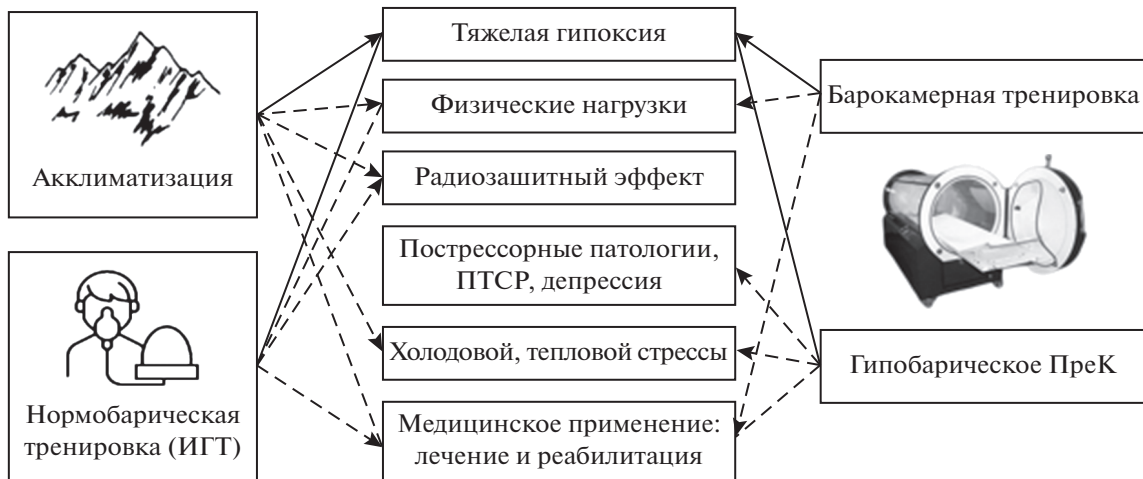 Акклиматизация
Нормобарическая
тренировка (ИГТ)
Тяжелая гипоксия
Физические нагрузки
Радиозашитный эффект
Пострессорные патологии,
ПТСР, депрессия
Холодовой, тепловой стрессы
Медицинское применение:
лечение и реабилитация
Барокамерная тренировка
Гипобарическое ПреК